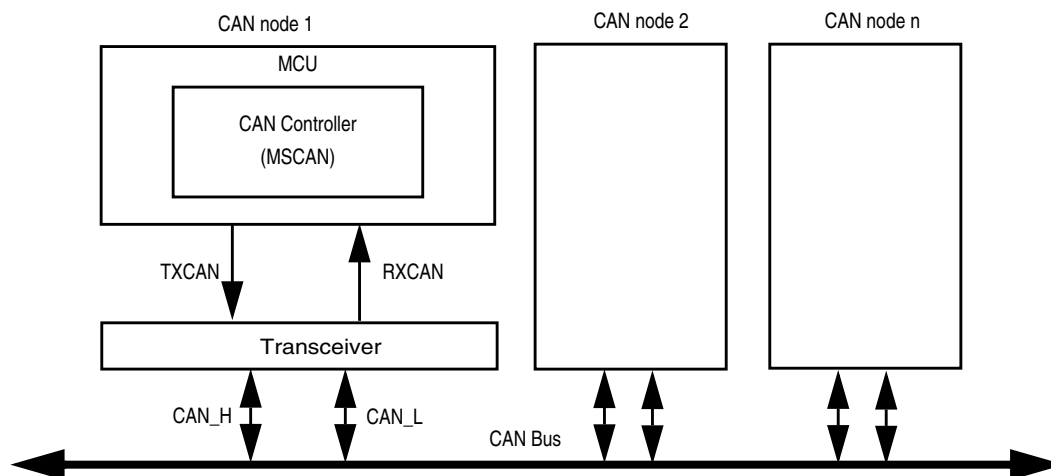 CAN node 1
CAN node 2
CAN node n
MCU
CAN Controller
(MSCAN)
TXCAN
RXCAN
Transceiver
CAN_H
CAN_L
CAN Bus